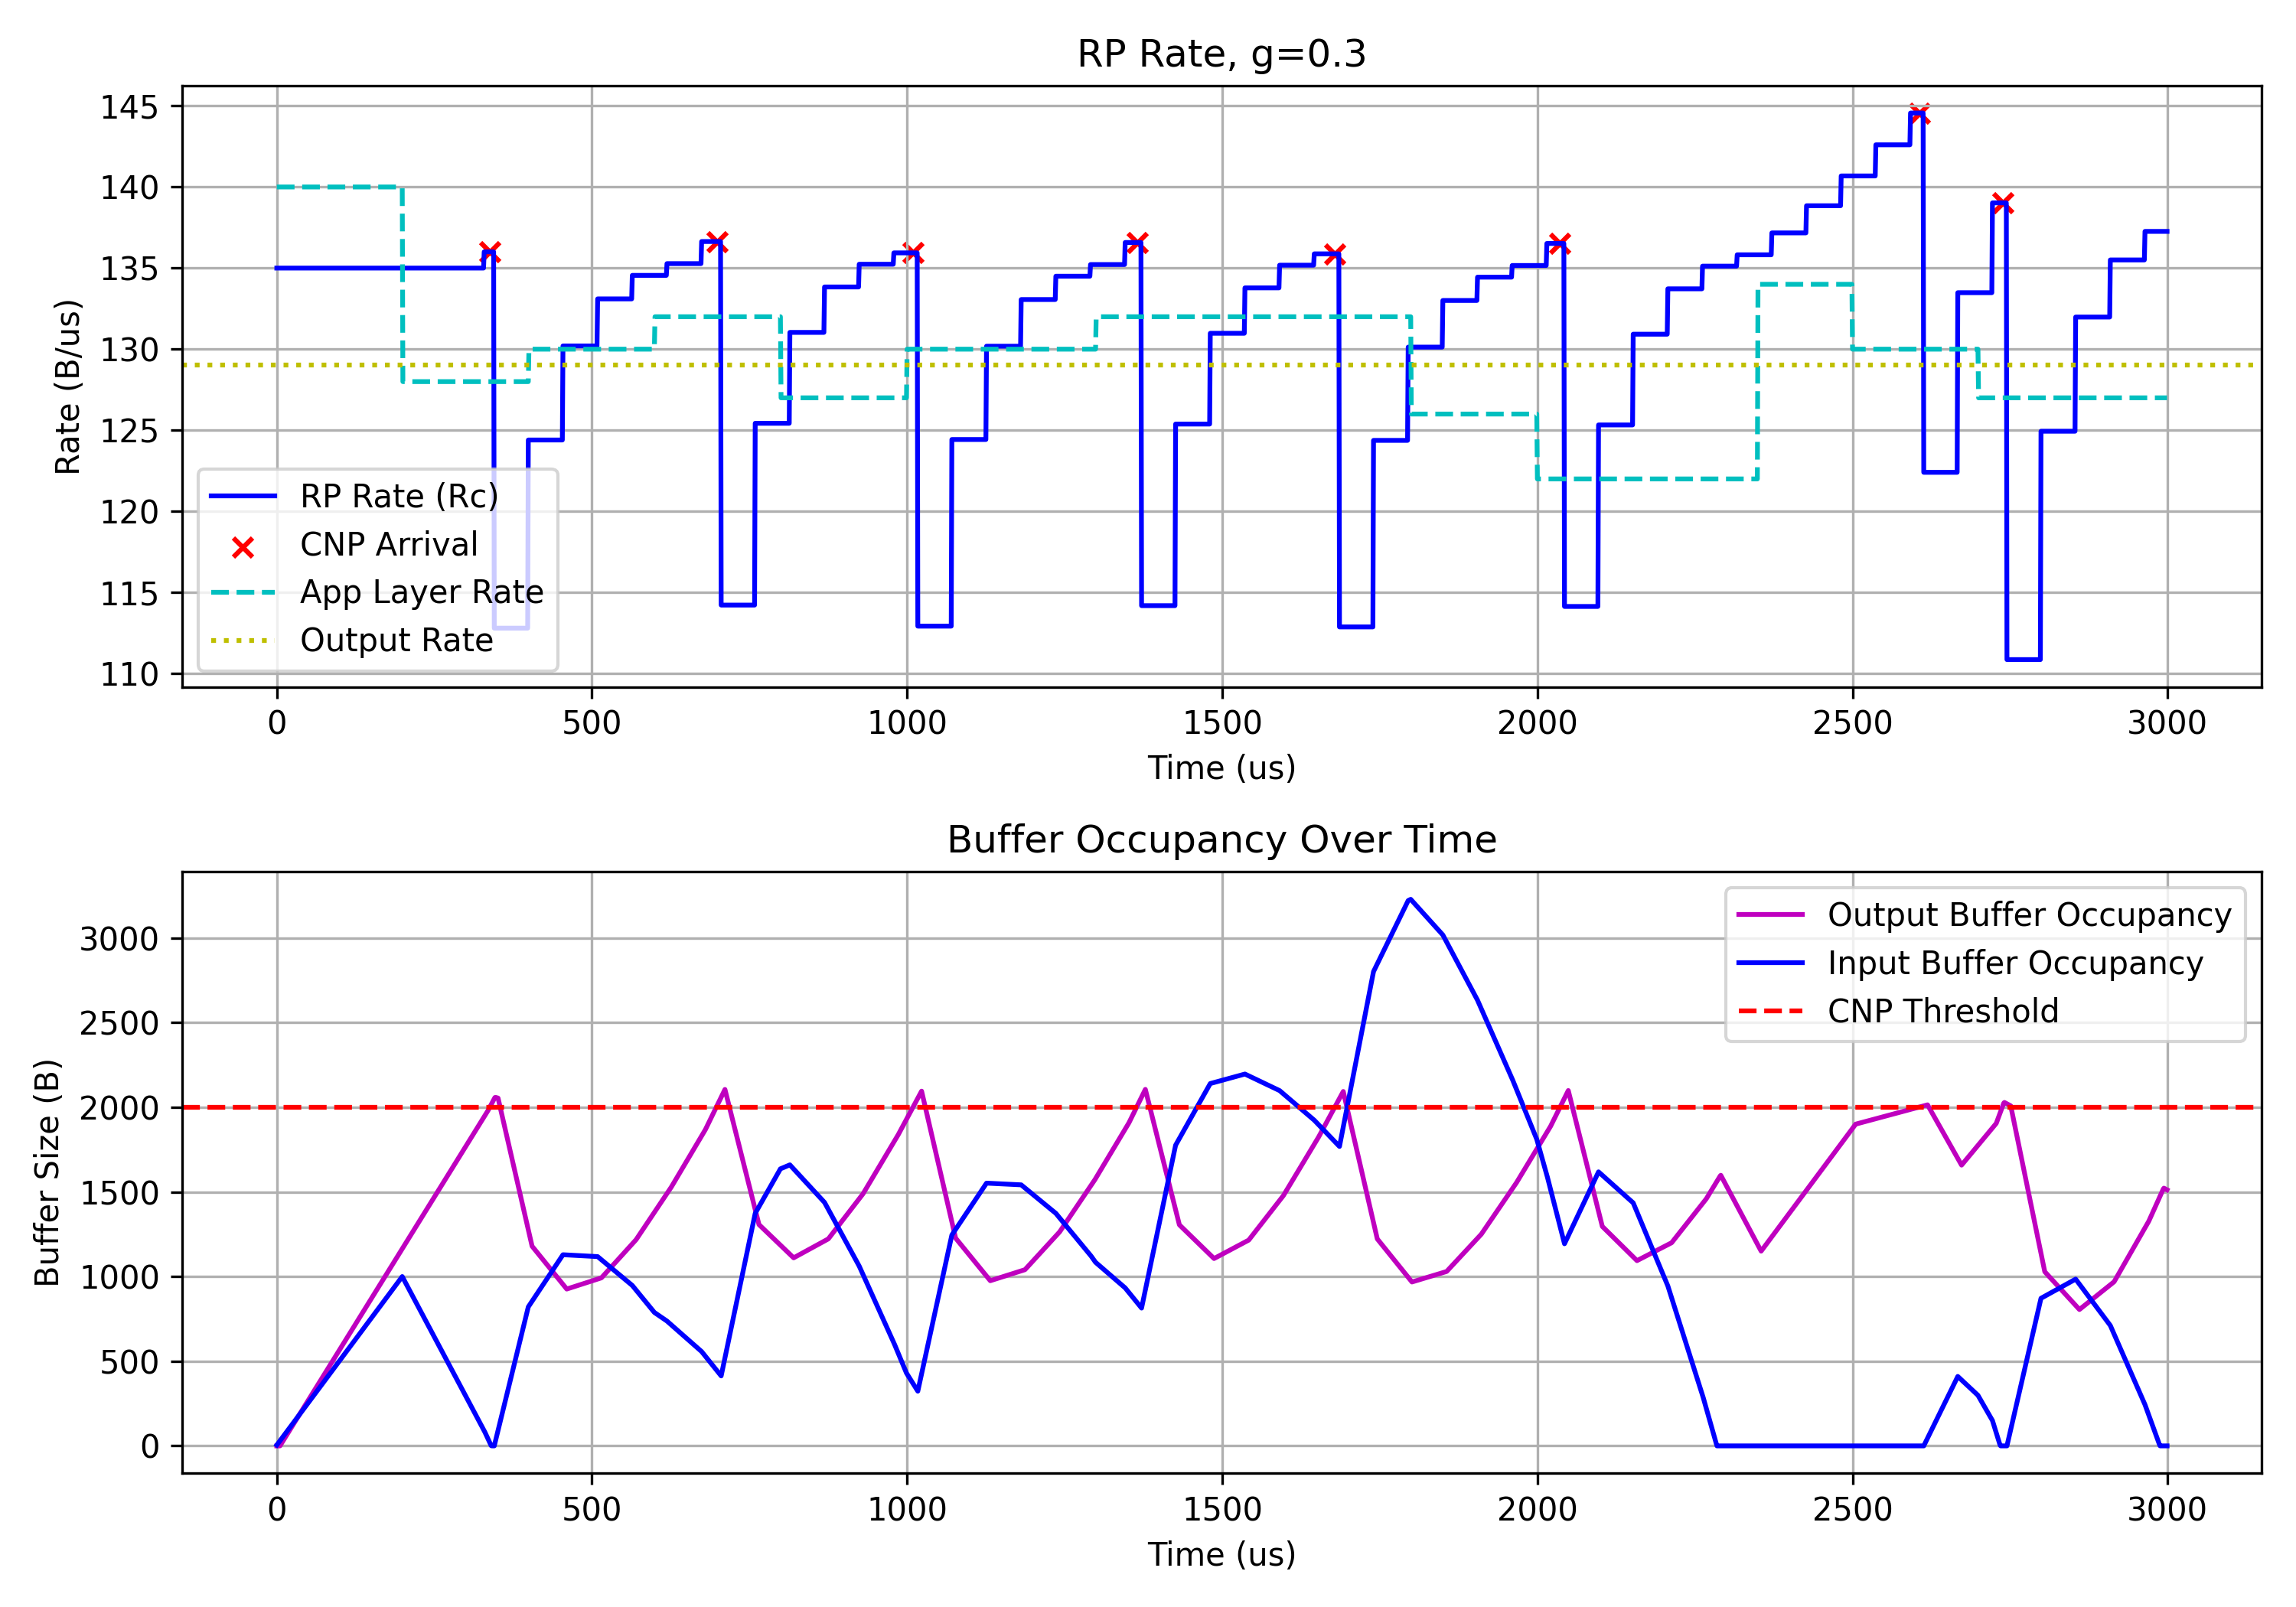 RP Rate, g=0.3
Rate (B/us)
145
140
135
130
125
120
115
110
RP Rate (Rc)
CNP Arrival
App Layer Rate
Output Rate
0 500 1000 1500 2000 2500 3000
Time (us)
Buffer Occupancy Over Time
Buffer Size (B)
3000
2500
2000
1500
1000
500
0
Output Buffer Occupancy
Input Buffer Occupancy
CNP Threshold
0 500 1000 1500 2000 2500 3000
Time (us)